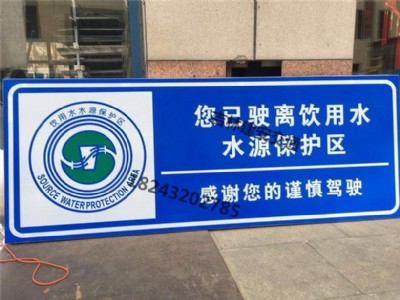 饮用水水源保护区
SOURCE WATER PROTECTION AREA
您已驶离饮用水
水源保护区
感谢您的谨慎驾驶
18243202785